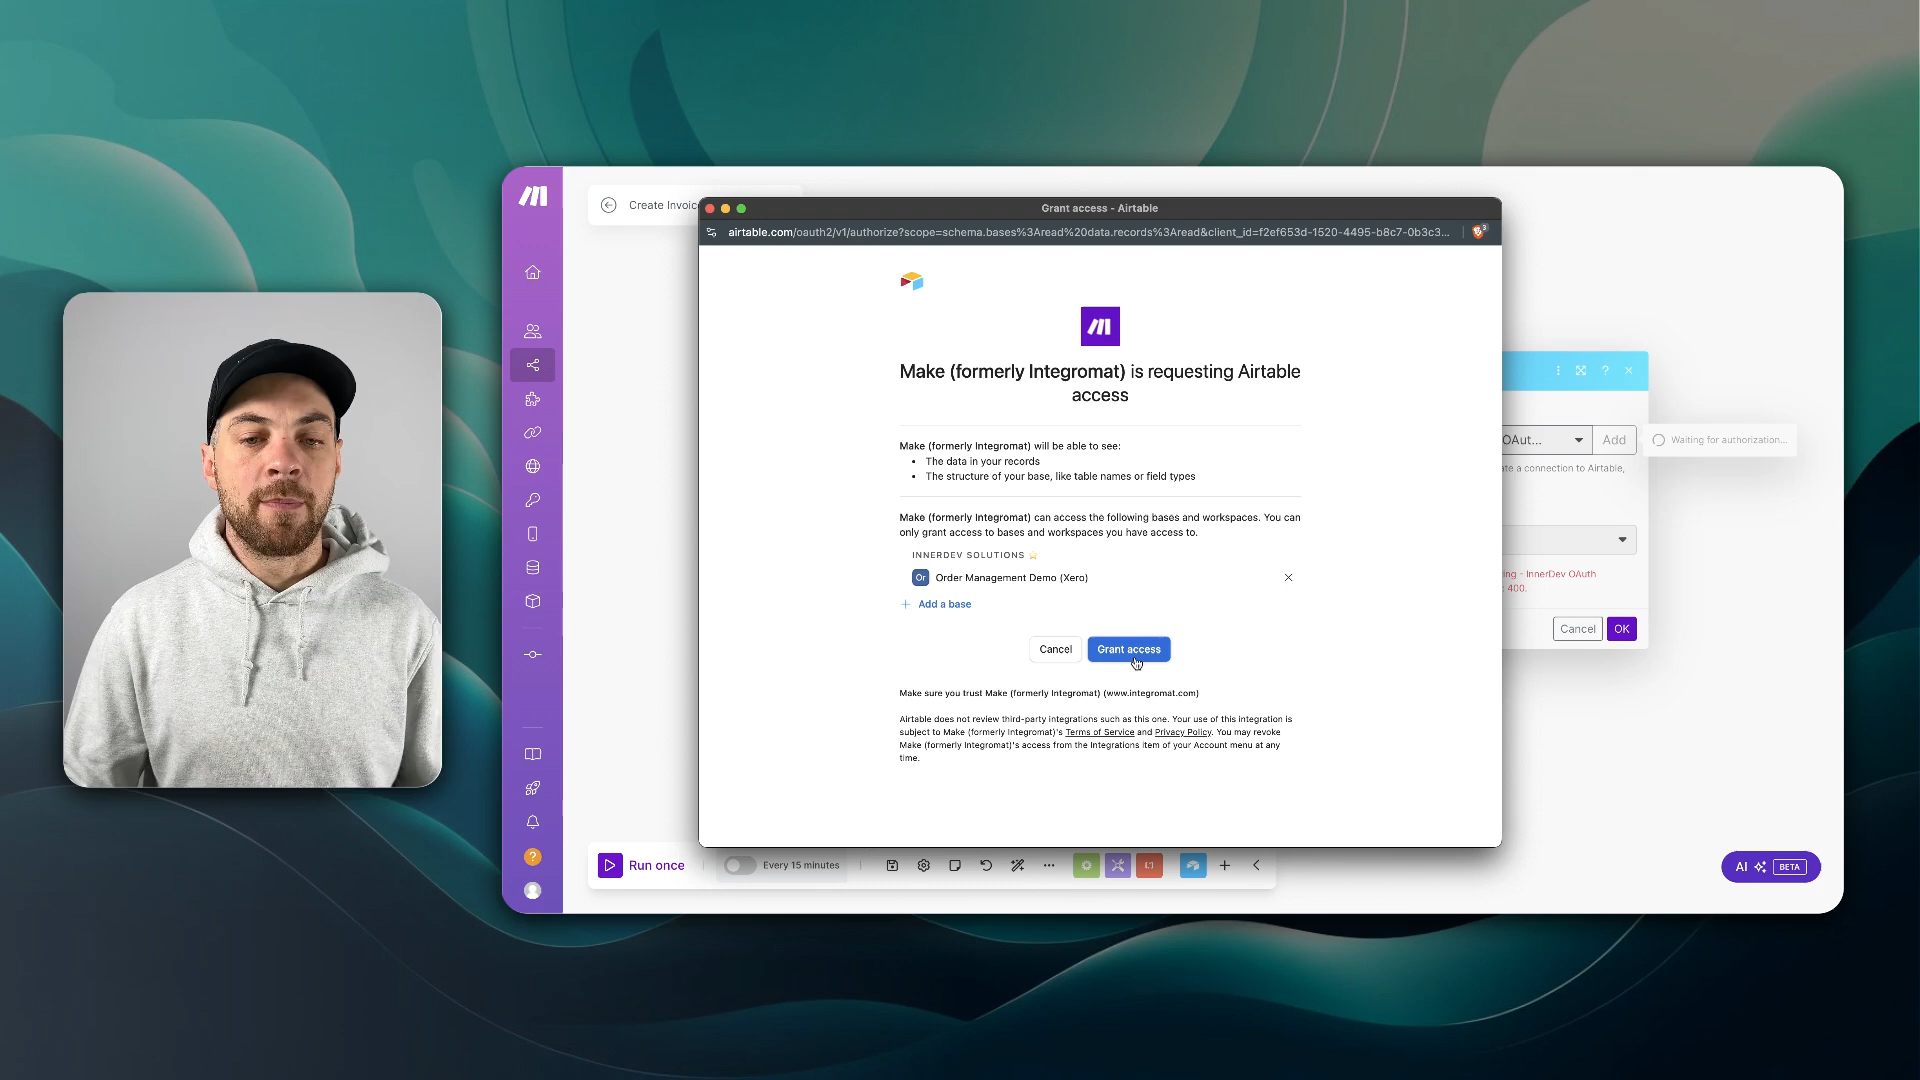 Create Invoic
Grant access - Airtable
airtable.com/oauth2/v1/authorize?scope=schema.bases%3Aread%20data.records%3Aread&client_id=f2ef653d-1520-4495-b8c7-0b3c3...
3
Make (formerly Integromat) is requesting Airtable
access
Make (formerly Integromat) will be able to see:
• The data in your records
• The structure of your base, like table names or field types
Make (formerly Integromat) can access the following bases and workspaces. You can
only grant access to bases and workspaces you have access to.
INNERDEV SOLUTIONS
Or Order Management Demo (Xero)
+ Add a base
Cancel
Grant access
Make sure you trust Make (formerly Integromat) (www.integromat.com)
Airtable does not review third-party integrations such as this one. Your use of this integration is
subject to Make (formerly Integromat)'s Terms of Service and Privacy Policy. You may revoke
Make (formerly Integromat)'s access from the Integrations item of your Account menu at any
time.
OAut...
Add
Waiting for authorization...
ate a connection to Airtable,
ing - InnerDev OAuth
: 400.
Cancel
OK
Run once
Every 15 minutes
AI BETA